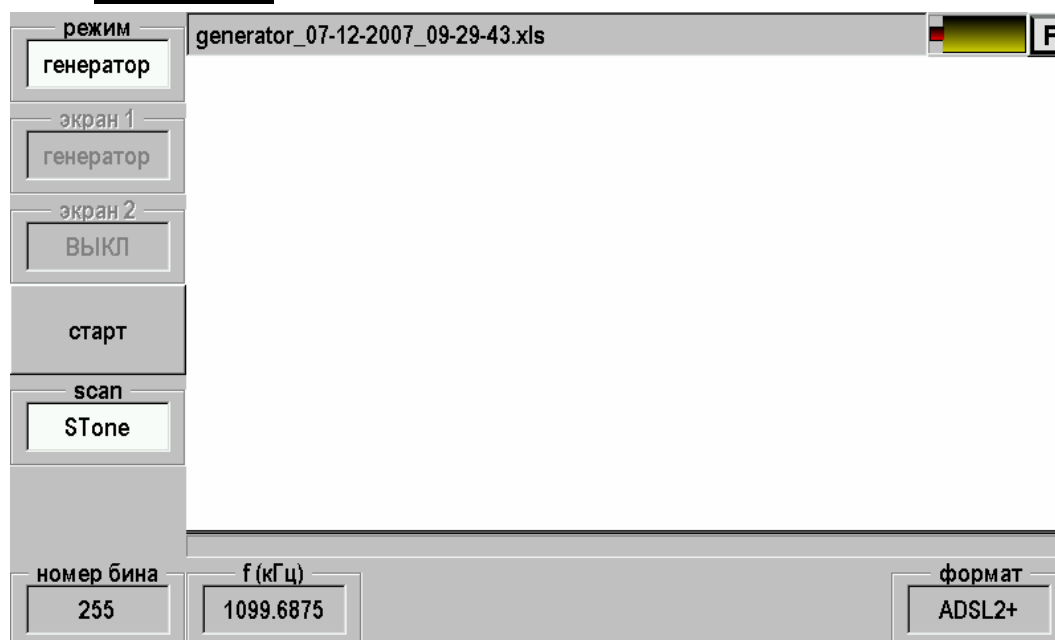 режим
генератор
generator_07-12-2007_09-29-43.xls
F
экран 1
генератор
экран 2
ВЫКЛ
старт
scan
STone
номер бина
255
f (кГц)
1099.6875
формат
ADSL2+